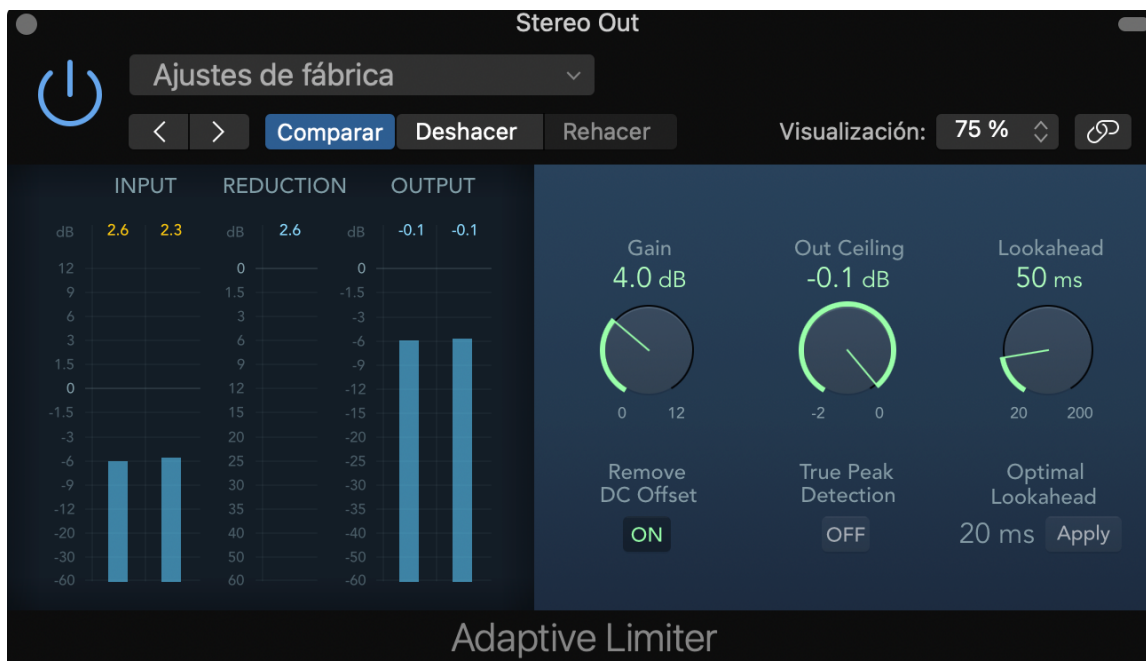 Stereo Out
Ajustes de fábrica
< > Comparar Deshacer Rehacer Visualización: 75 %
INPUT REDUCTION OUTPUT
dB 2.6 2.3 dB 2.6 dB -0.1 -0.1
12 0 0
9 1.5 -1.5
6 3 -3
3 6 -6
1.5 9 -9
0 12 -12
-1.5 15 -15
-3 20 -20
-6 25 -25
-9 30 -30
-12 35 -35
-20 40 -40
-30 50 -50
-60 60 -60
Gain Out Ceiling Lookahead
4.0 dB -0.1 dB 50 ms
0 12 -2 0 20 200
Remove True Peak Optimal
DC Offset Detection Lookahead
ON OFF 20 ms Apply
Adaptive Limiter